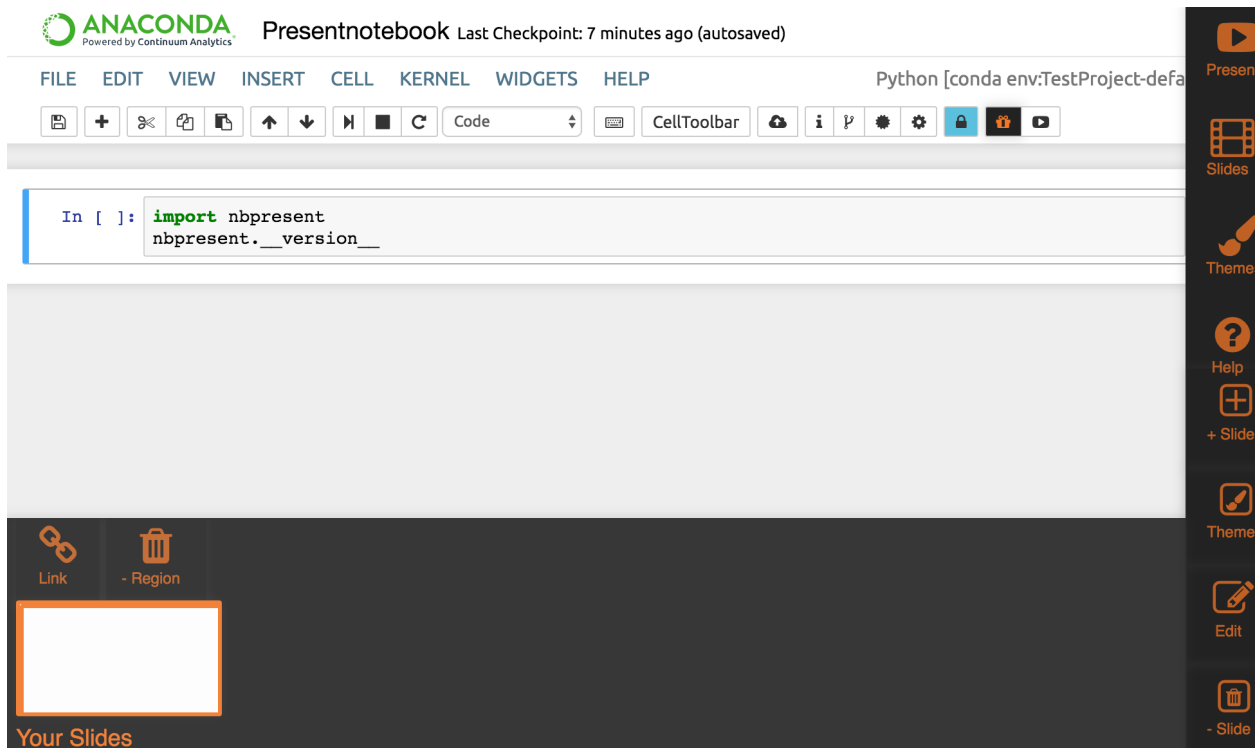 ANACONDA
Powered by Continuum Analytics
Presentnotebook Last Checkpoint: 7 minutes ago (autosaved)
FILE EDIT VIEW INSERT CELL KERNEL WIDGETS HELP Python [conda env:TestProject-defa
Code CellToolbar
In [ ]: import nbpresent
nbpresent.__version__
Present
Slides
Theme
Help
+ Slide
Theme
Edit
- Slide
Link - Region
Your Slides